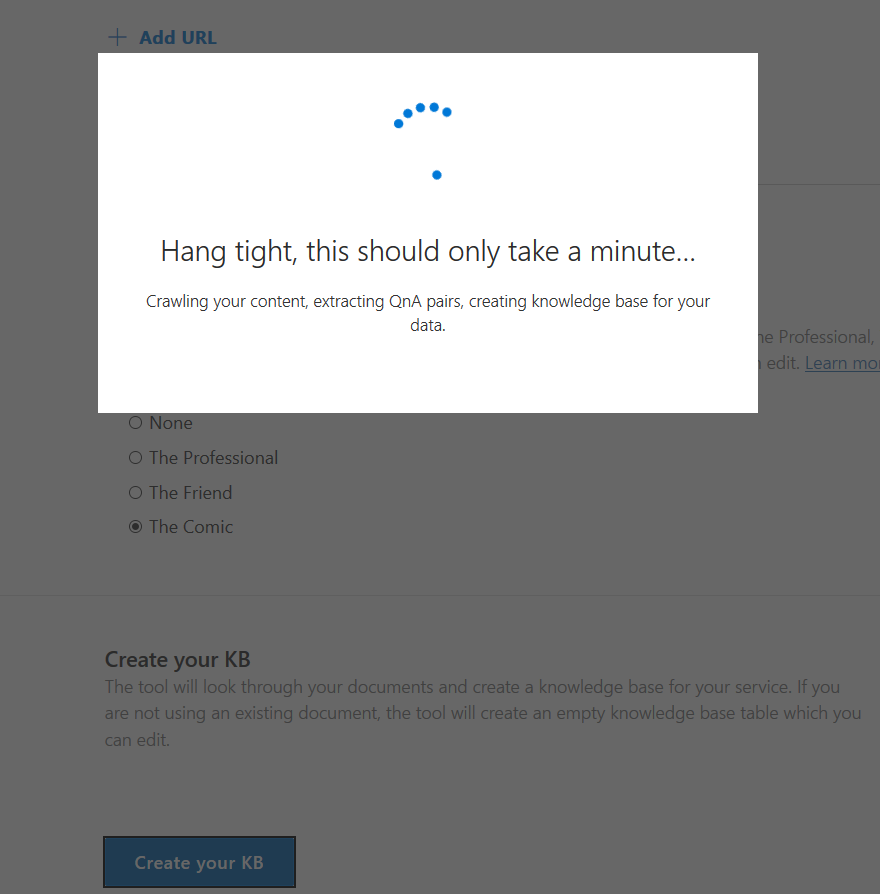 Add URL
Hang tight, this should only take a minute...
Crawling your content, extracting QnA pairs, creating knowledge base for your
data.
he Professional,
edit. Learn mo
None
The Professional
The Friend
The Comic
Create your KB
The tool will look through your documents and create a knowledge base for your service. If you
are not using an existing document, the tool will create an empty knowledge base table which you
can edit.
Create your KB